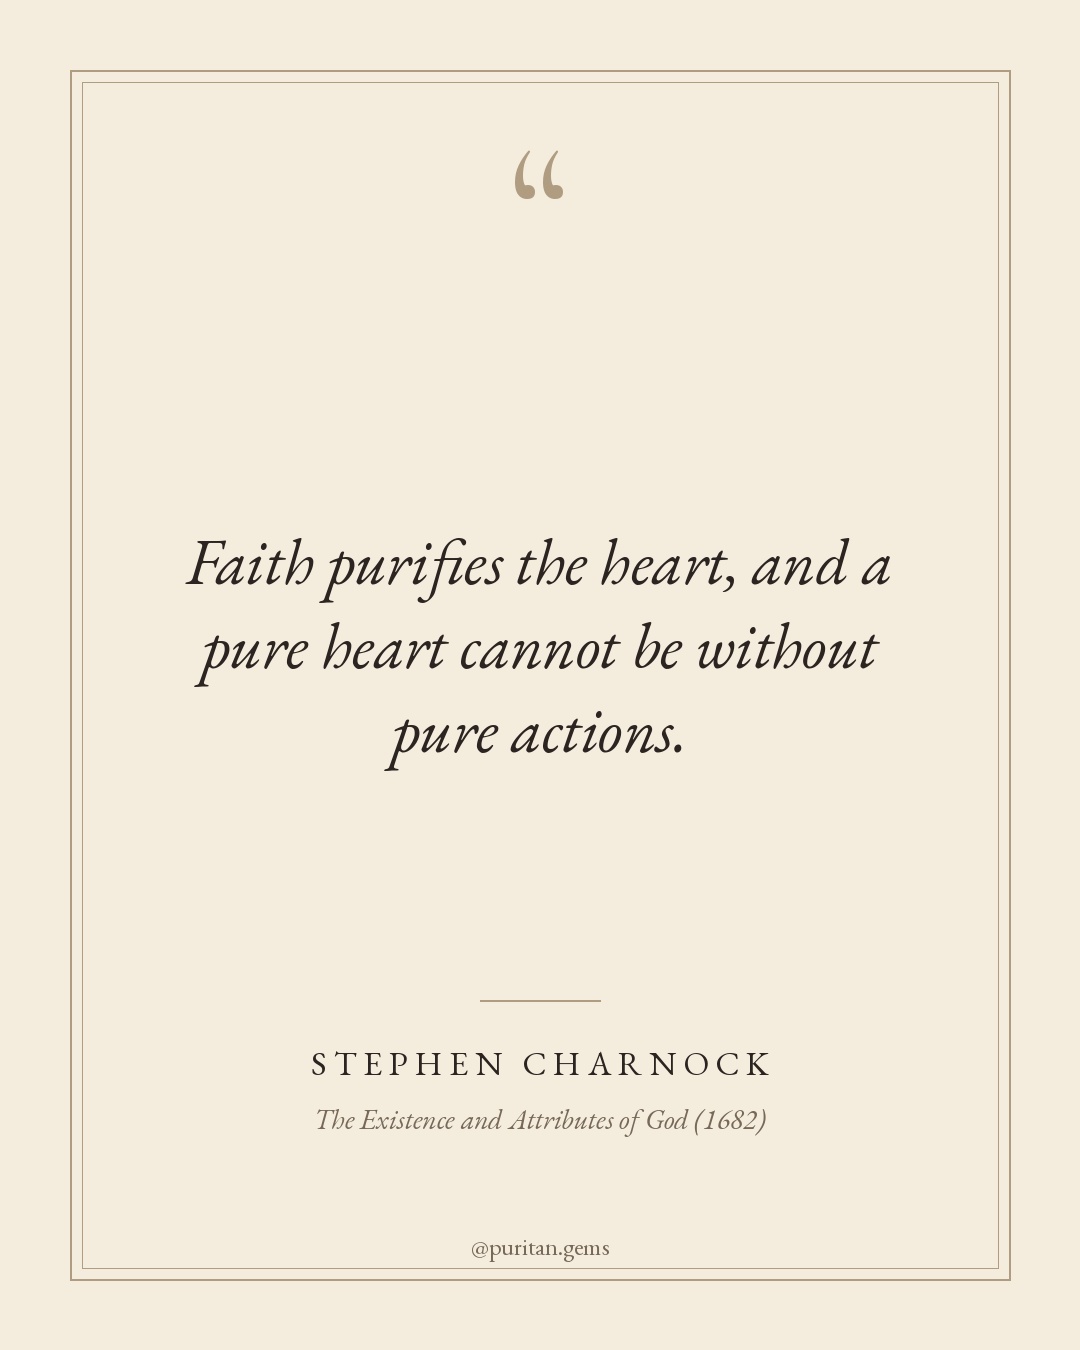 “
Faith purifies the heart, and a
pure heart cannot be without
pure actions.
STEPHEN CHARNOCK
The Existence and Attributes of God (1682)
@puritan.gems